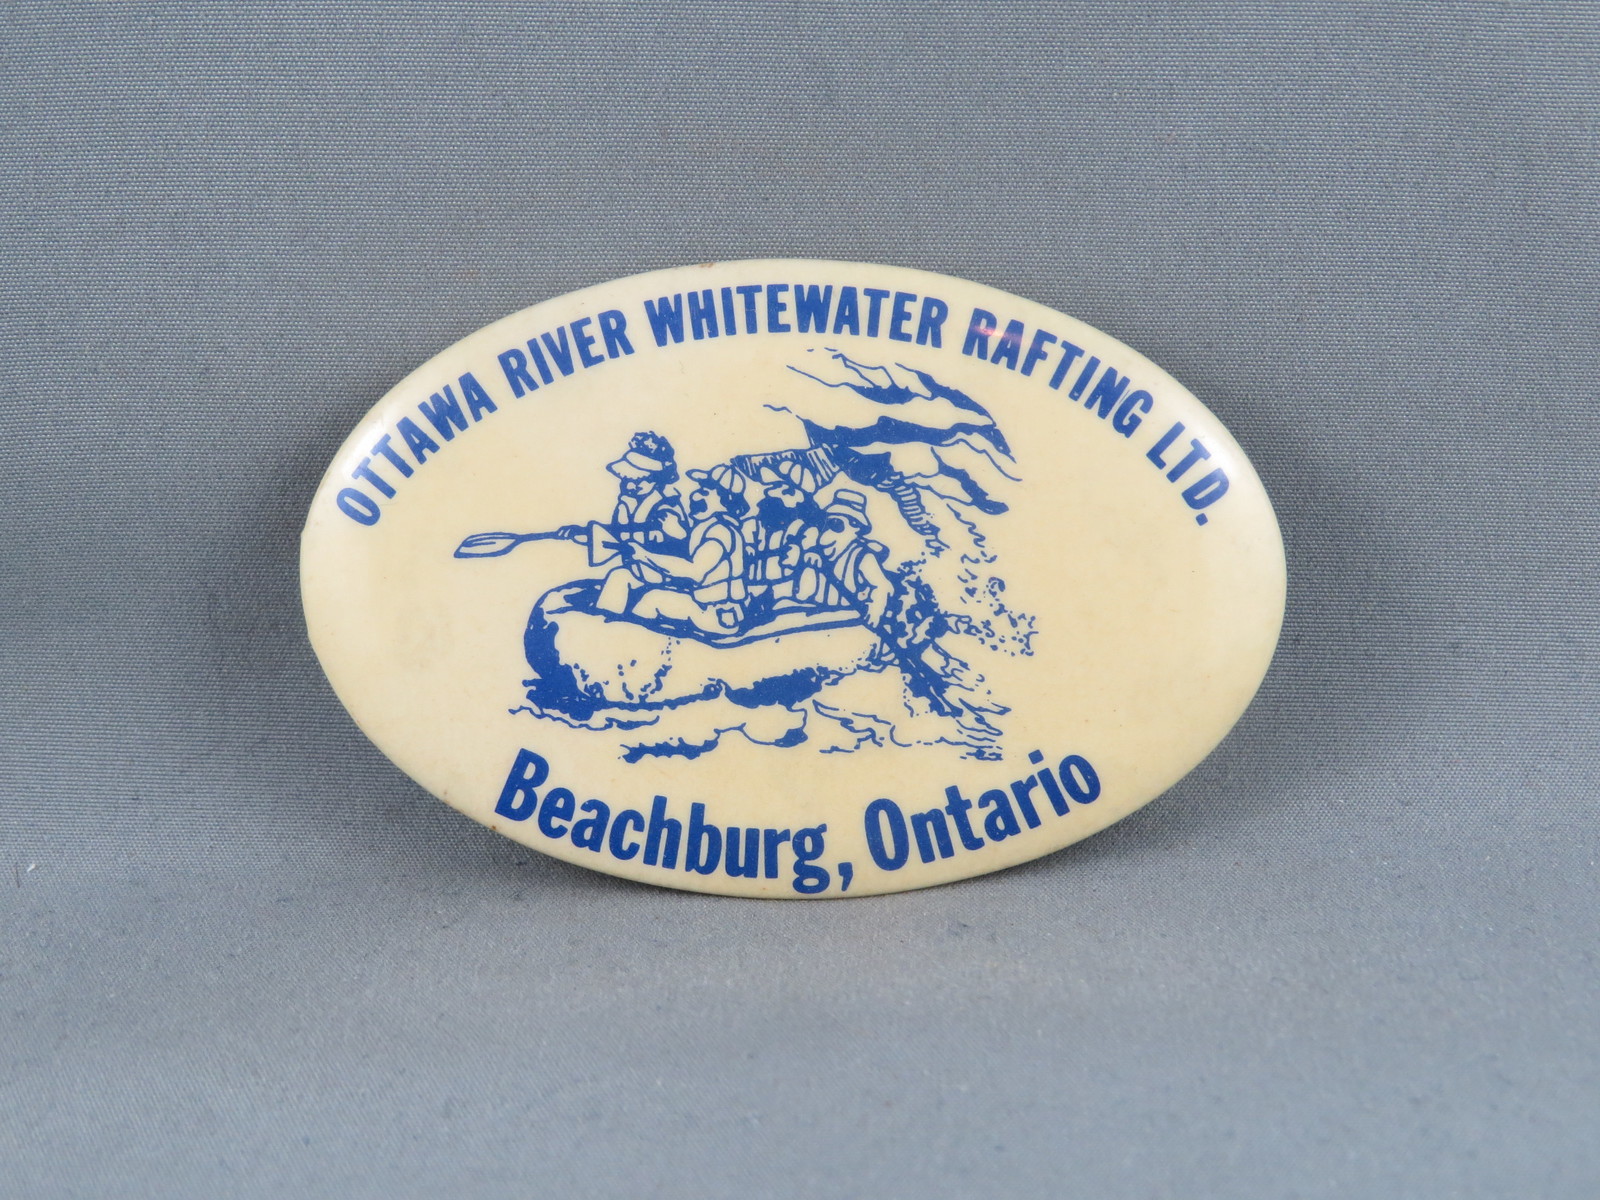 OTTAWA RIVER WHITEWATER RAFTING LTD.
Beachburg, Ontario